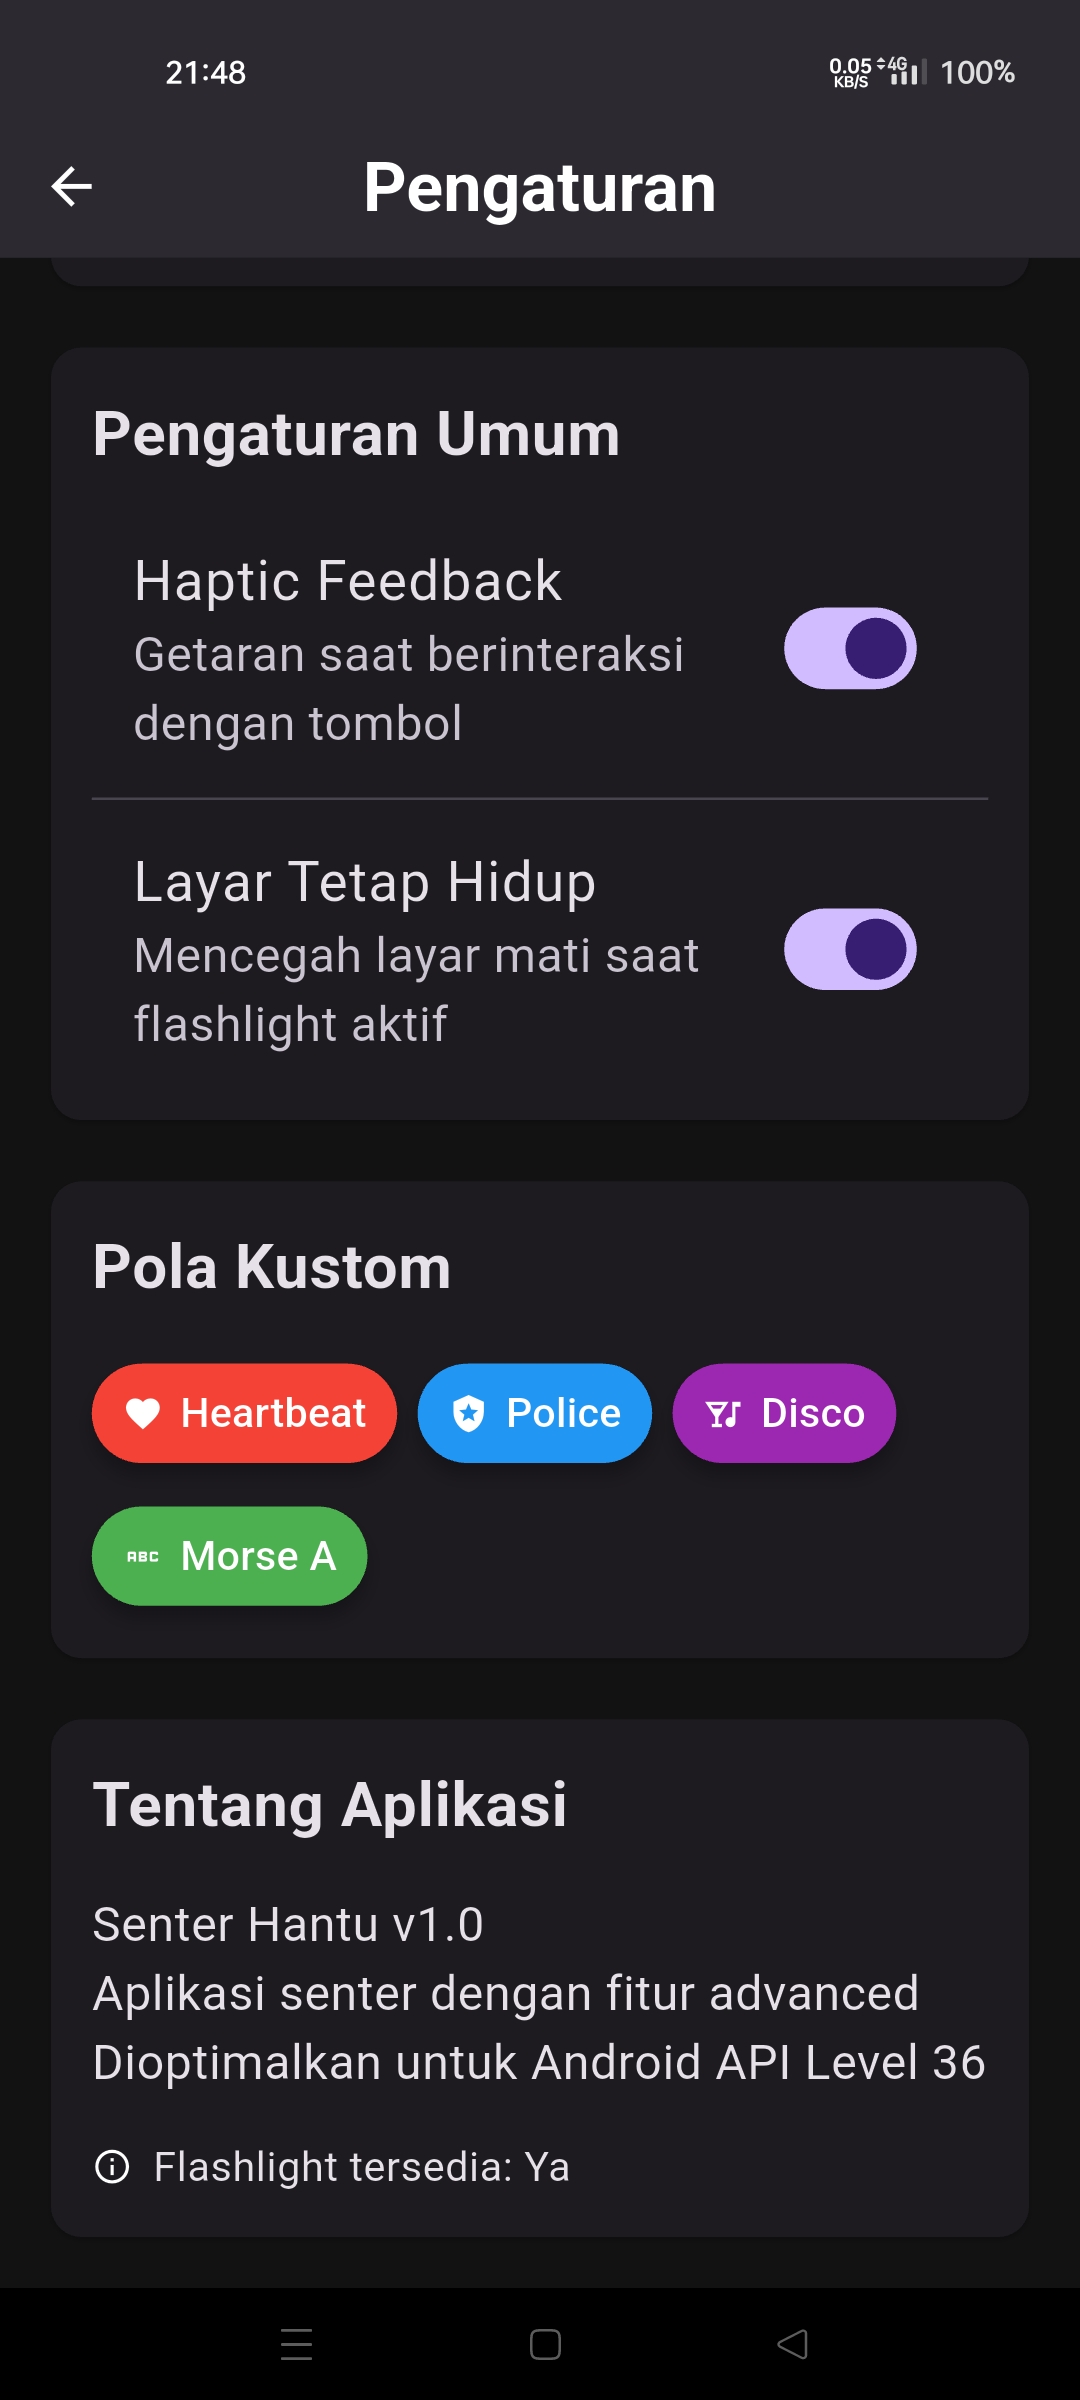 21:48
0.05 KB/S 4G 100%
Pengaturan
Pengaturan Umum
Haptic Feedback
Getaran saat berinteraksi
dengan tombol
Layar Tetap Hidup
Mencegah layar mati saat
flashlight aktif
Pola Kustom
Heartbeat
Police
Disco
ABC Morse A
Tentang Aplikasi
Senter Hantu v1.0
Aplikasi senter dengan fitur advanced
Dioptimalkan untuk Android API Level 36
Flashlight tersedia: Ya